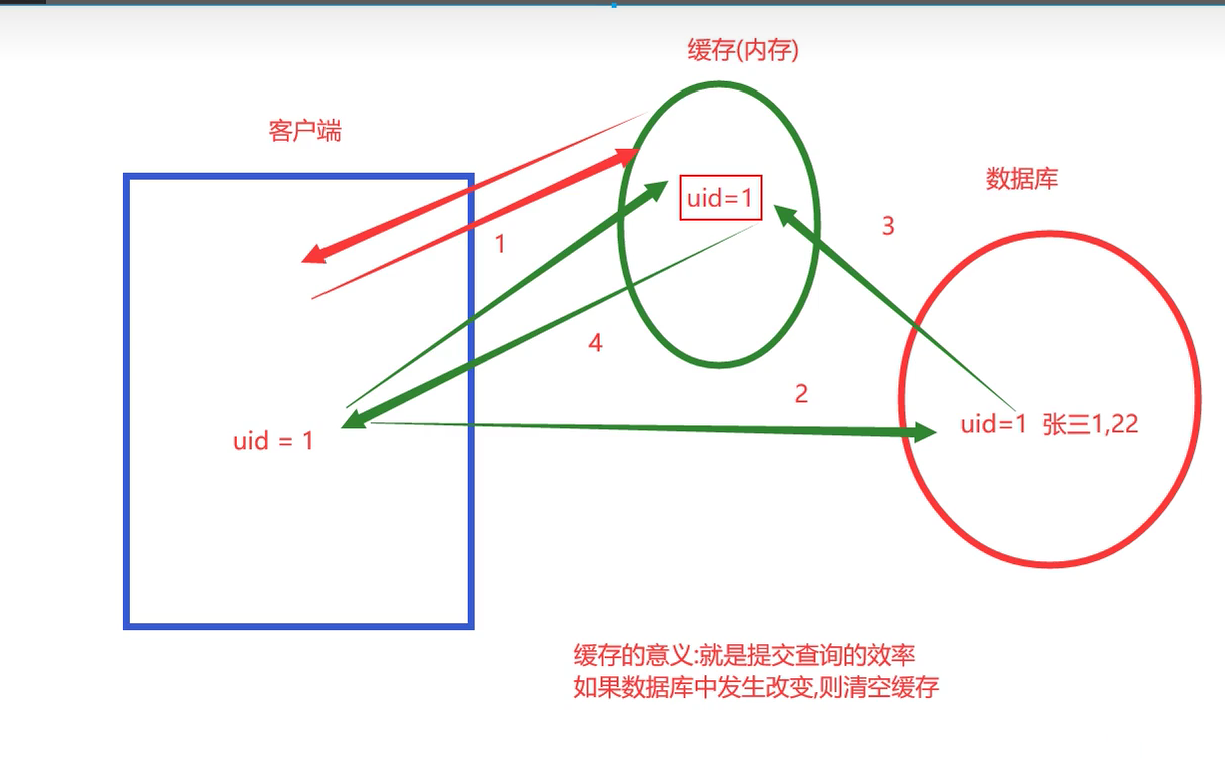 缓存(内存)
客户端
数据库
uid=1
3
1
4
2
uid = 1
uid=1 张三1,22
缓存的意义:就是提交查询的效率
如果数据库中发生改变,则清空缓存